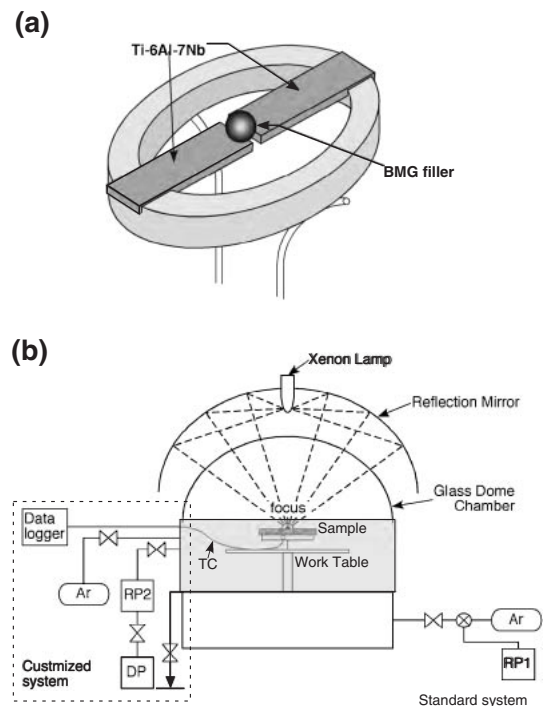 (a)
Ti-6Al-7Nb
BMG filler
(b)
Xenon Lamp
Reflection Mirror
Glass Dome
Chamber
focus
Sample
Data
logger
TC
Work Table
Ar
RP2
Ar
Custmized
system
DP
RP1
Standard system